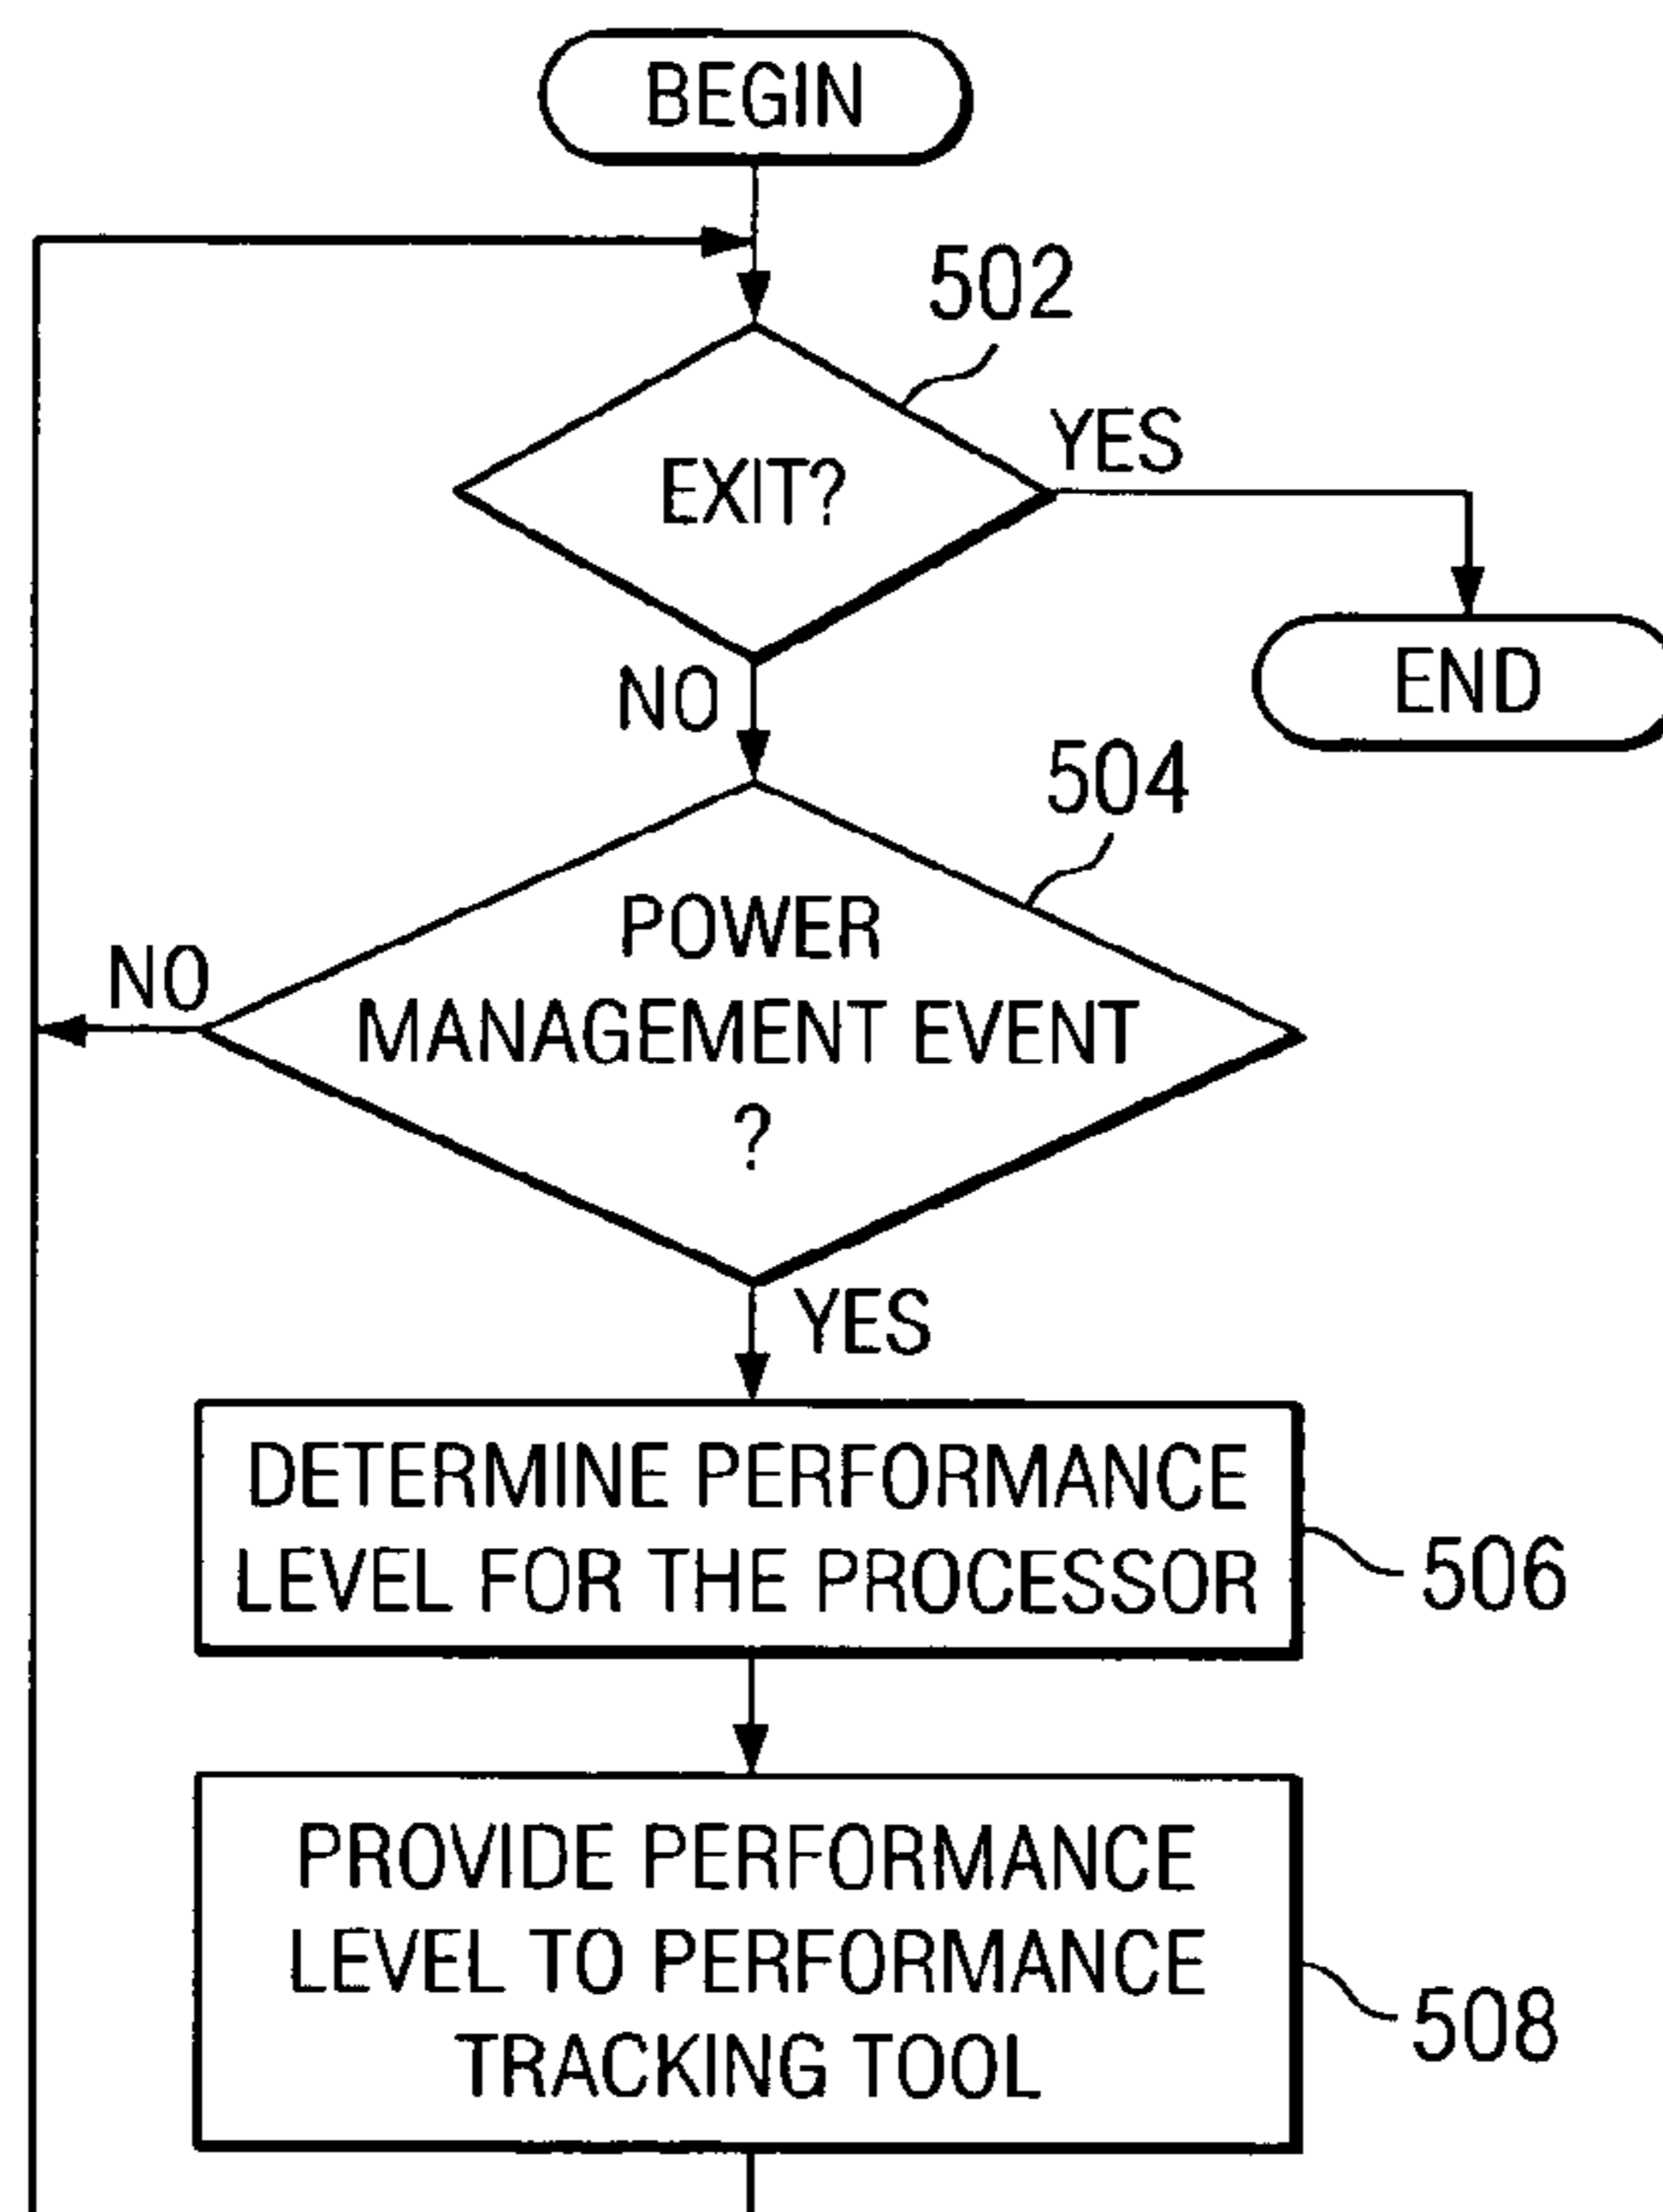 BEGIN
502
EXIT?
YES
END
NO
504
POWER
MANAGEMENT EVENT
?
NO
YES
DETERMINE PERFORMANCE
LEVEL FOR THE PROCESSOR
506
PROVIDE PERFORMANCE
LEVEL TO PERFORMANCE
TRACKING TOOL
508